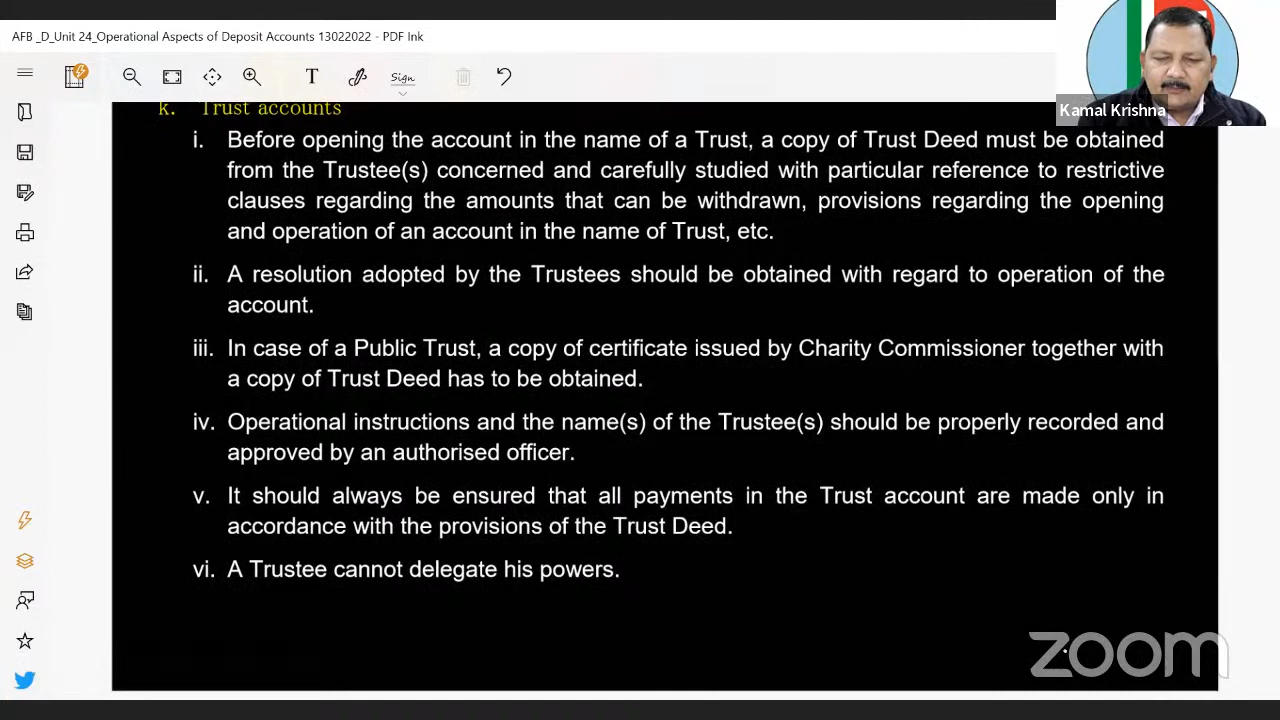 AFB _D_Unit 24_Operational Aspects of Deposit Accounts 13022022 - PDF Ink
T
Sign
Kamal Krishna
k. Trust accounts
i. Before opening the account in the name of a Trust, a copy of Trust Deed must be obtained
from the Trustee(s) concerned and carefully studied with particular reference to restrictive
clauses regarding the amounts that can be withdrawn, provisions regarding the opening
and operation of an account in the name of Trust, etc.
ii. A resolution adopted by the Trustees should be obtained with regard to operation of the
account.
iii. In case of a Public Trust, a copy of certificate issued by Charity Commissioner together with
a copy of Trust Deed has to be obtained.
iv. Operational instructions and the name(s) of the Trustee(s) should be properly recorded and
approved by an authorised officer.
v. It should always be ensured that all payments in the Trust account are made only in
accordance with the provisions of the Trust Deed.
vi. A Trustee cannot delegate his powers.
zoom